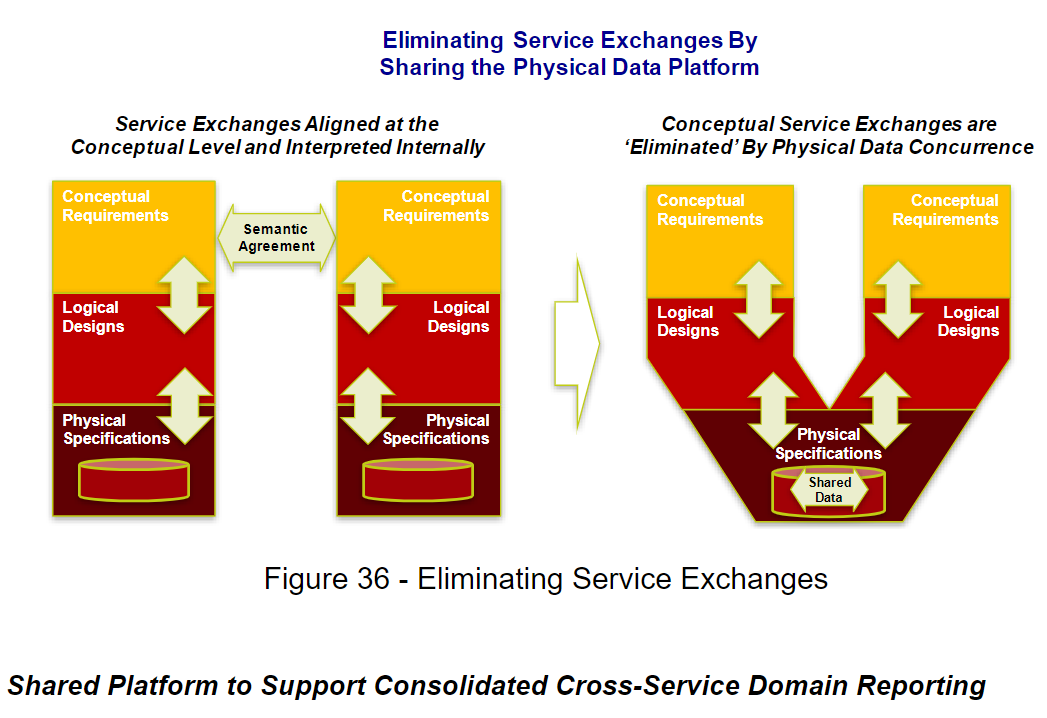 Eliminating Service Exchanges By
Sharing the Physical Data Platform
Service Exchanges Aligned at the
Conceptual Level and Interpreted Internally
Conceptual Service Exchanges are
‘Eliminated’ By Physical Data Concurrence
Conceptual
Requirements
Semantic
Agreement
Conceptual
Requirements
Logical
Designs
Logical
Designs
Physical
Specifications
Physical
Specifications
Conceptual
Requirements
Conceptual
Requirements
Logical
Designs
Logical
Designs
Physical
Specifications
Shared
Data
Figure 36 - Eliminating Service Exchanges
Shared Platform to Support Consolidated Cross-Service Domain Reporting